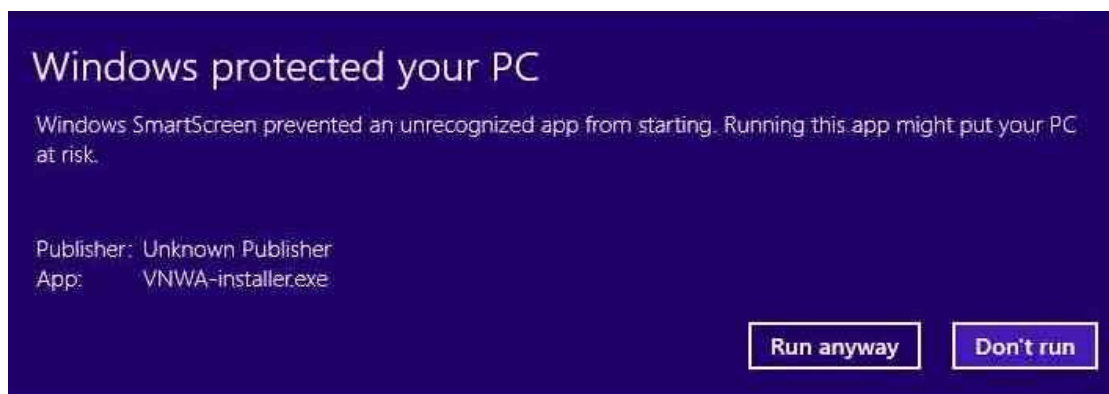 Windows protected your PC
Windows SmartScreen prevented an unrecognized app from starting. Running this app might put your PC
at risk.
Publisher: Unknown Publisher
App: VNWA-installer.exe
Run anyway Don't run